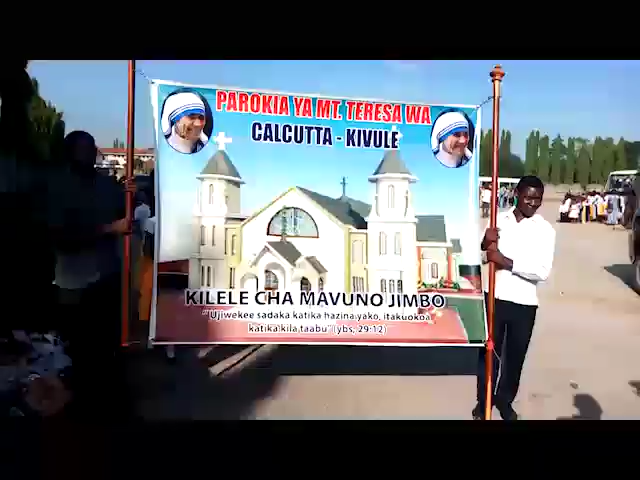 PAROKIA YA MT. TERESA WA
CALCUTTA - KIVULE
KILELE CHA MAVUNO JIMBO
"Ujiwekee sadaka katika hazina yako, itakuokoa
katika kila taabu" (ybs, 29:12)